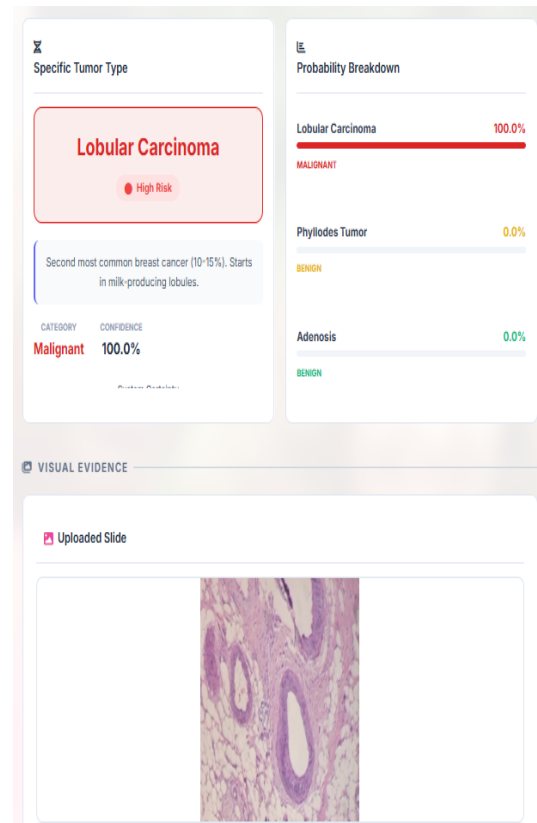 Specific Tumor Type
Lobular Carcinoma
High Risk
Second most common breast cancer (10-15%). Starts
in milk-producing lobules.
CATEGORY CONFIDENCE
Malignant 100.0%
Probability Breakdown
Lobular Carcinoma 100.0%
MALIGNANT
Phyllodes Tumor 0.0%
BENIGN
Adenosis 0.0%
BENIGN
VISUAL EVIDENCE
Uploaded Slide